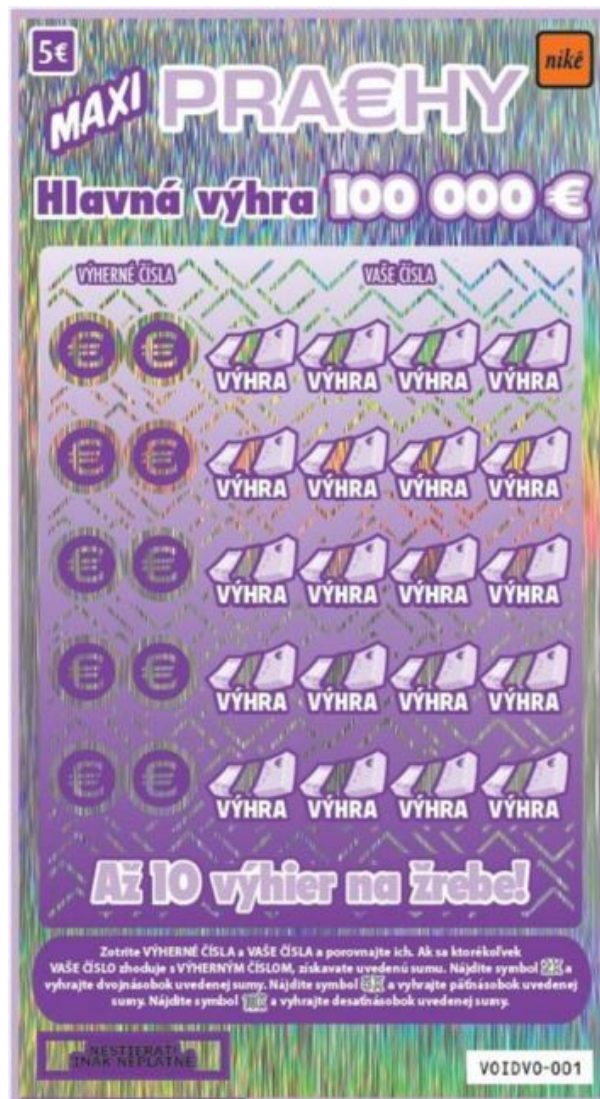 5€
niké
MAXI PRA€HY
Hlavná výhra 100 000 €
VÝHERNÉ ČÍSLA VAŠE ČÍSLA
€ € VÝHRA VÝHRA VÝHRA VÝHRA
€ € VÝHRA VÝHRA VÝHRA VÝHRA
€ € VÝHRA VÝHRA VÝHRA VÝHRA
€ € VÝHRA VÝHRA VÝHRA VÝHRA
€ € VÝHRA VÝHRA VÝHRA VÝHRA
Až 10 výhier na žrebe!
Zotrite VÝHERNÉ ČÍSLA a VAŠE ČÍSLA a porovnajte ich. Ak sa ktorékoľvek
VAŠE ČÍSLO zhoduje s VÝHERNÝM ČÍSLOM, získavate uvedenú sumu. Nájdite symbol 2X a
vyhrajte dvojnásobok uvedenej sumy. Nájdite symbol 5X a vyhrajte päťnásobok uvedenej
sumy. Nájdite symbol 10X a vyhrajte desaťnásobok uvedenej sumy.
NESTIERAŤ!
INAK NEPLATNÉ
VOIDVO-001